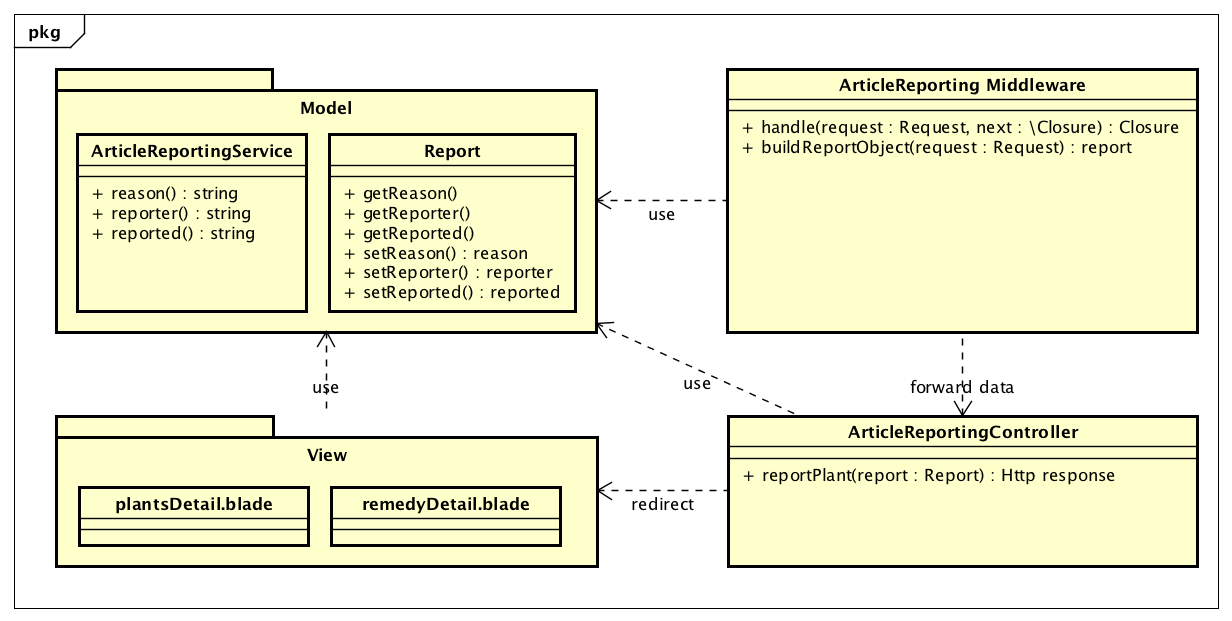 pkg
Model
ArticleReportingService
+ reason() : string
+ reporter() : string
+ reported() : string
Report
+ getReason()
+ getReporter()
+ getReported()
+ setReason() : reason
+ setReporter() : reporter
+ setReported() : reported
ArticleReporting Middleware
+ handle(request : Request, next : \Closure) : Closure
+ buildReportObject(request : Request) : report
use
use
use
forward data
View
plantsDetail.blade
remedyDetail.blade
redirect
ArticleReportingController
+ reportPlant(report : Report) : Http response